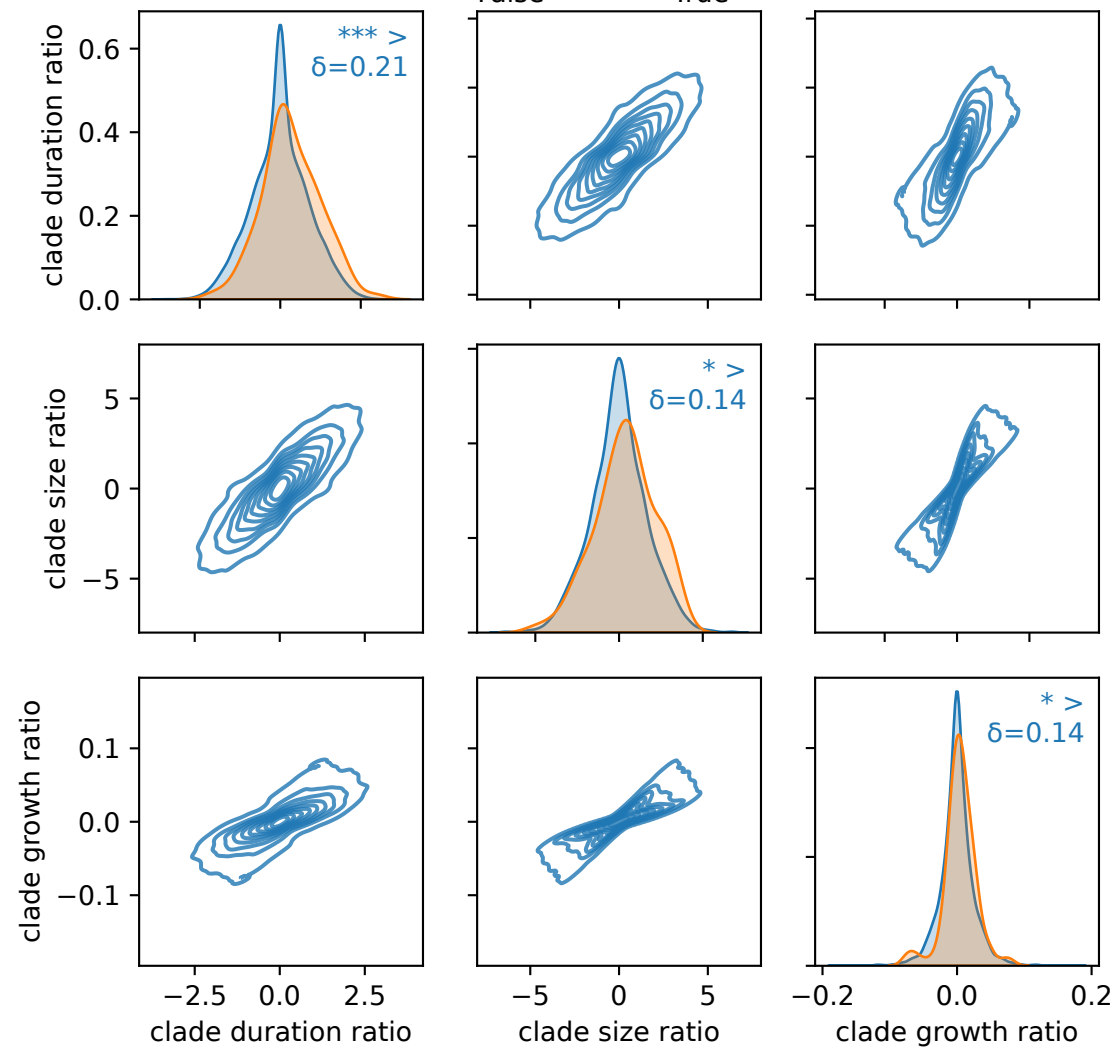 0.6
0.4
0.2
0.0
clade duration ratio
*** >
δ=0.21
5
0
−5
clade size ratio
* >
δ=0.14
0.1
0.0
−0.1
clade growth ratio
* >
δ=0.14
−2.5 0.0 2.5
−5 0 5
−0.2 0.0 0.2
clade duration ratio
clade size ratio
clade growth ratio